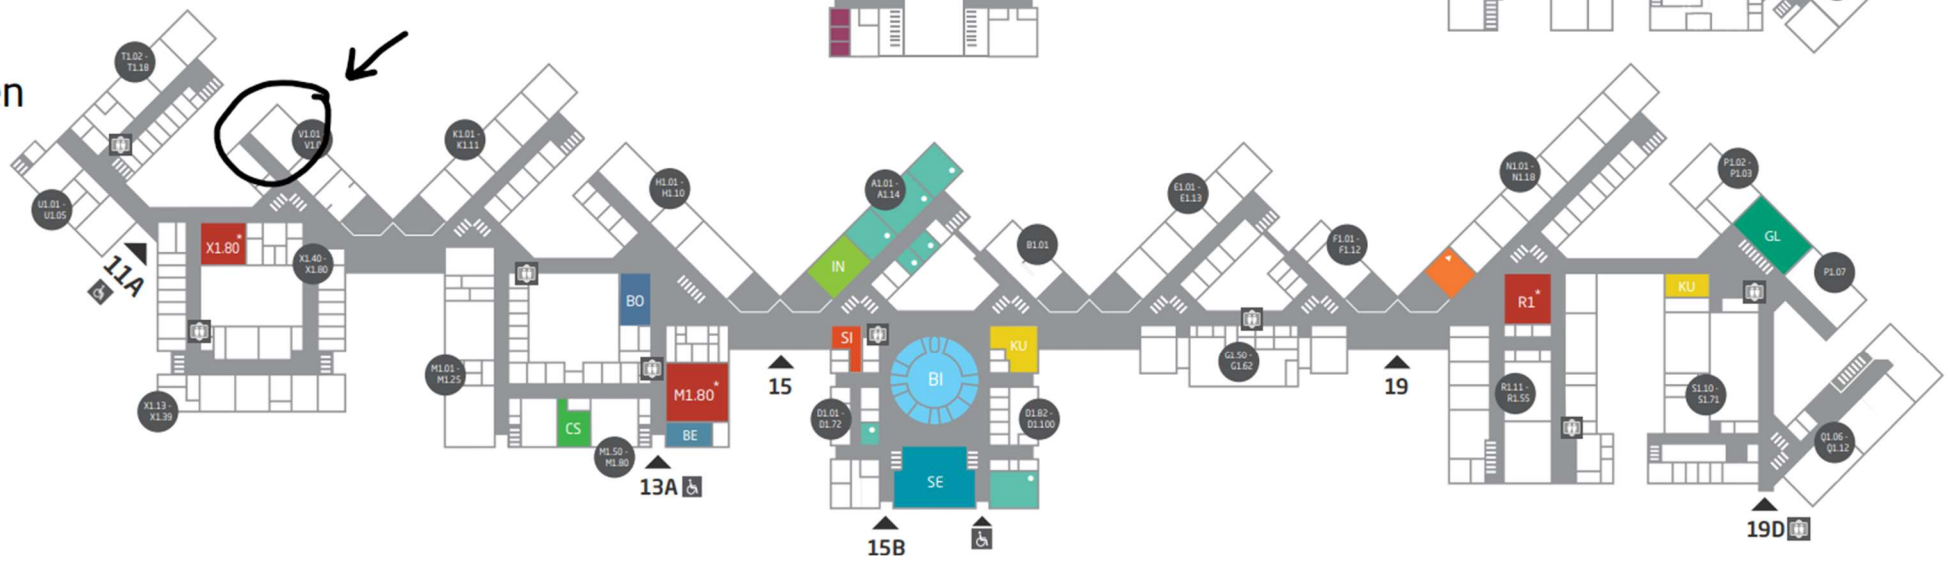 en
T1.02 -
T1.18
V1.01 -
K1.01 -
K1.11
H1.01 -
H1.10
A1.01 -
A1.14
E1.01 -
E1.13
N1.01 -
N1.18
P1.02 -
P1.03
U1.01 -
U1.05
X1.80*
X1.40 -
X1.80
11A
IN
B1.01
F1.01 -
F1.12
GL
P1.07
BO
R1*
KU
SI
KU
BI
15
19
G1.50 -
G1.62
M1.01 -
M1.25
M1.80*
X1.13 -
X1.39
CS
BE
D1.01 -
D1.72
D1.82 -
D1.100
R1.11 -
R1.55
S1.10 -
S1.71
Q1.06 -
Q1.12
M1.50 -
M1.80
13A
SE
15B
19D